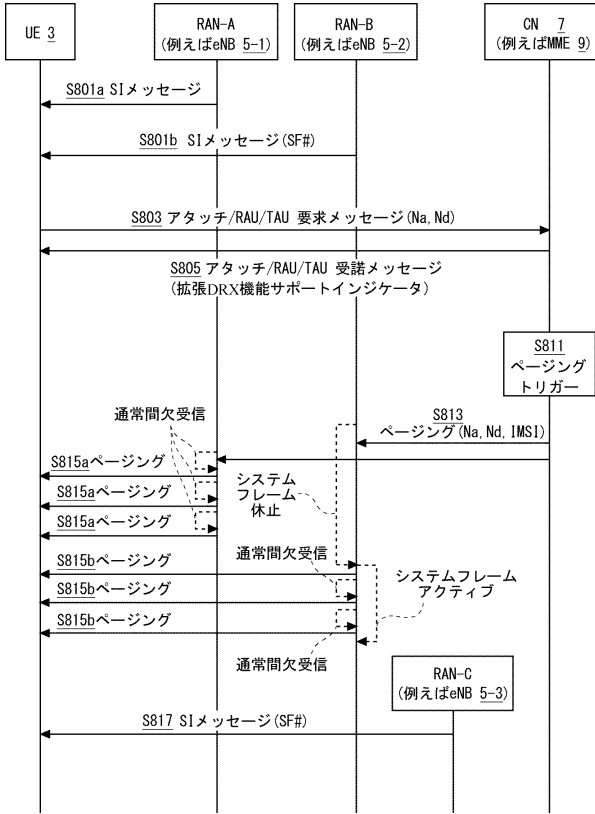 UE 3
RAN-A
(例えばeNB 5-1)
RAN-B
(例えばeNB 5-2)
CN 7
(例えばMME 9)
S801a SIメッセージ
S801b SIメッセージ(SF#)
S803 アタッチ/RAU/TAU 要求メッセージ(Na,Nd)
S805 アタッチ/RAU/TAU 受諾メッセージ
(拡張DRX機能サポートインジケータ)
S811
ページング
トリガー
S813
ページング(Na,Nd,IMSI)
通常間欠受信
S815aページング
S815aページング
S815aページング
システム
フレーム
休止
S815bページング
S815bページング
S815bページング
通常間欠受信
システムフレーム
アクティブ
通常間欠受信
RAN-C
(例えばeNB 5-3)
S817 SIメッセージ(SF#)